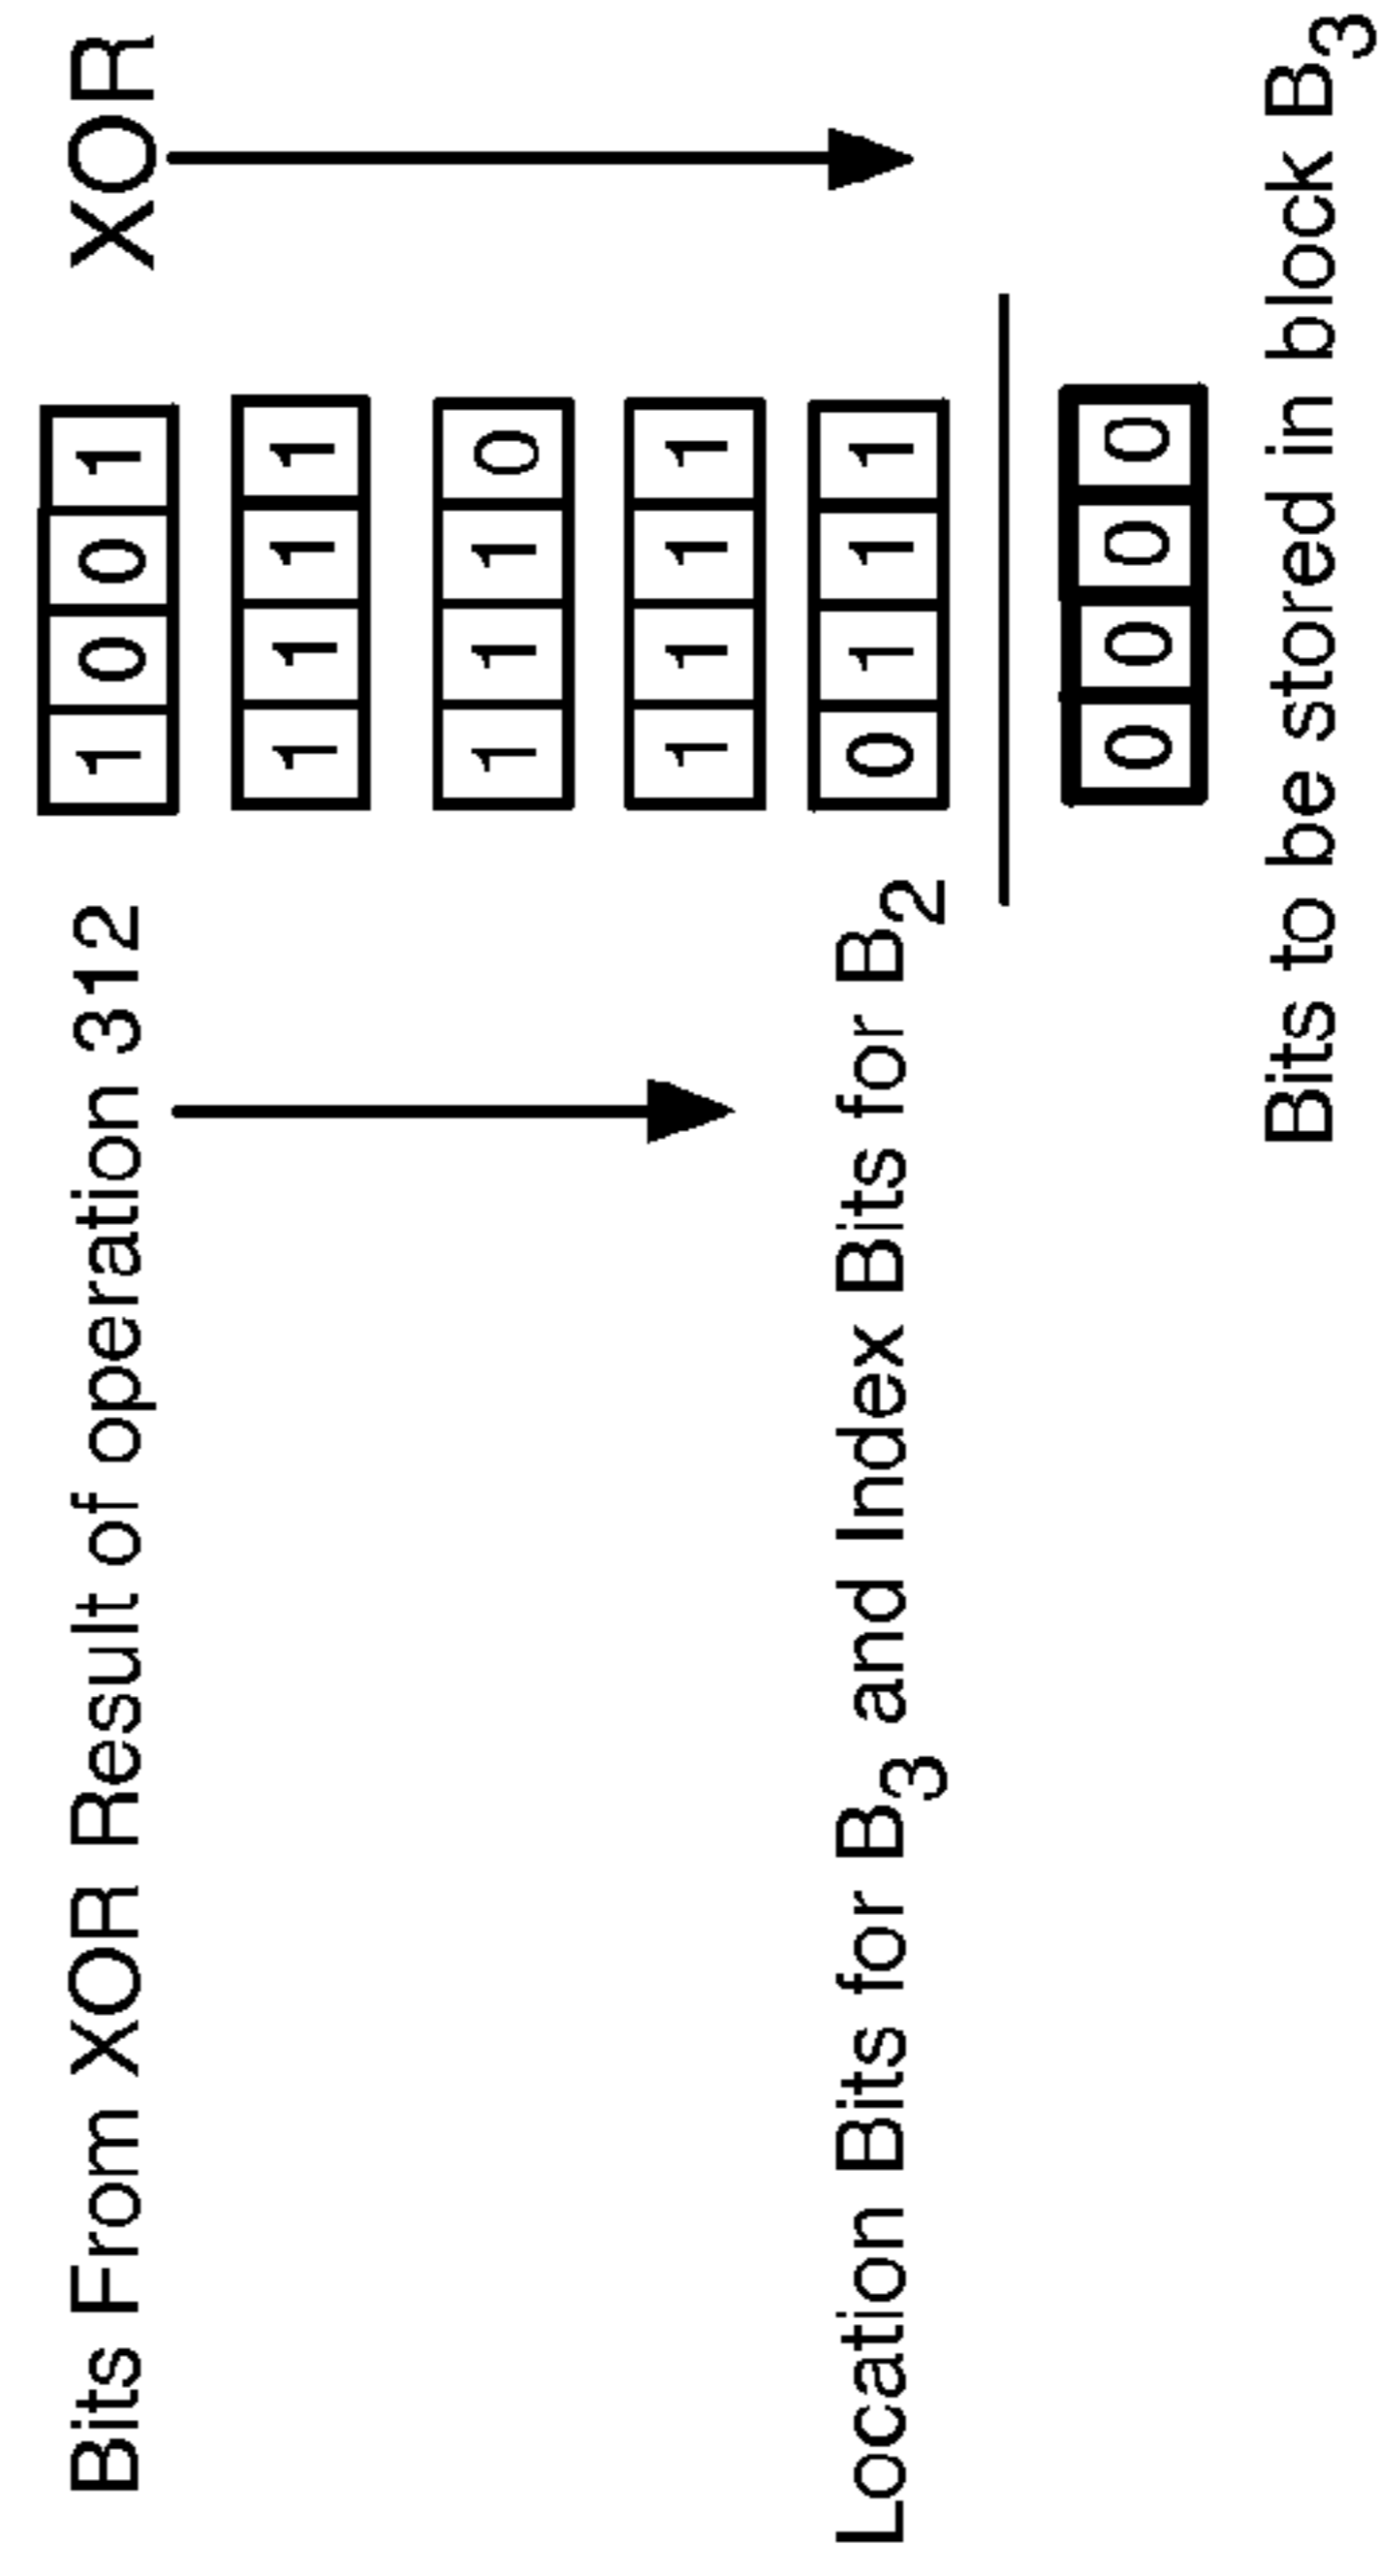 Bits From XOR Result of operation 312 1 0 0 1 XOR
1 1 1 1
1 1 1 0
1 1 1 1
Location Bits for B3 and Index Bits for B2 0 1 1 1
0 0 0 0
Bits to be stored in block B3